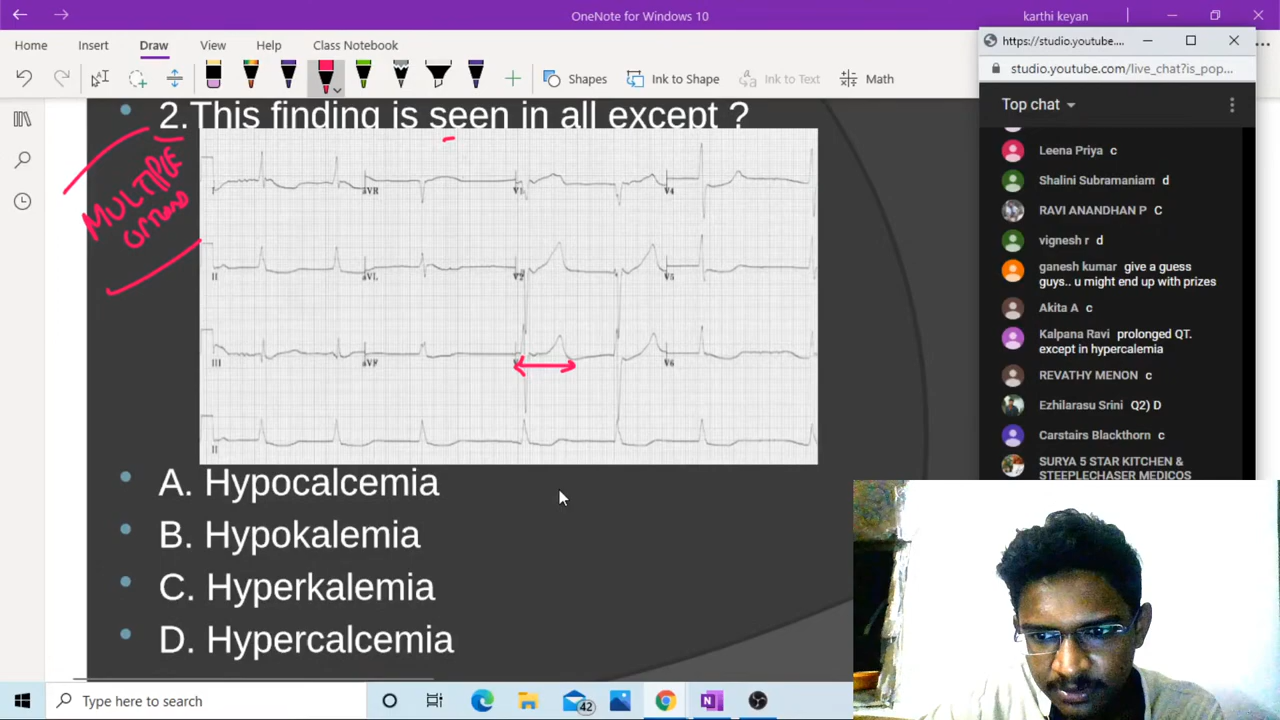 OneNote for Windows 10
karthi keyan
Home
Insert
Draw
View
Help
Class Notebook
https://studio.youtube....
studio.youtube.com/live_chat?is_pop...
Shapes
Ink to Shape
Ink to Text
Math
Top chat
2.This finding is seen in all except ?
MULTIPLE
OPTIONS
I
aVR
V1
V4
II
aVL
V2
V5
III
aVF
V6
II
A. Hypocalcemia
B. Hypokalemia
C. Hyperkalemia
D. Hypercalcemia
Leena Priya c
Shalini Subramaniam d
RAVI ANANDHAN P C
vignesh r d
ganesh kumar give a guess
guys.. u might end up with prizes
Akita A c
Kalpana Ravi prolonged QT.
except in hypercalemia
REVATHY MENON c
Ezhilarasu Srini Q2) D
Carstairs Blackthorn c
SURYA 5 STAR KITCHEN &
STEEPLECHASER MEDICOS
Type here to search
42